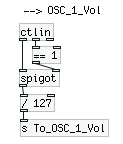 --> OSC_1_Vol
ctlin
== 1
spigot
/ 127
s To_OSC_1_Vol